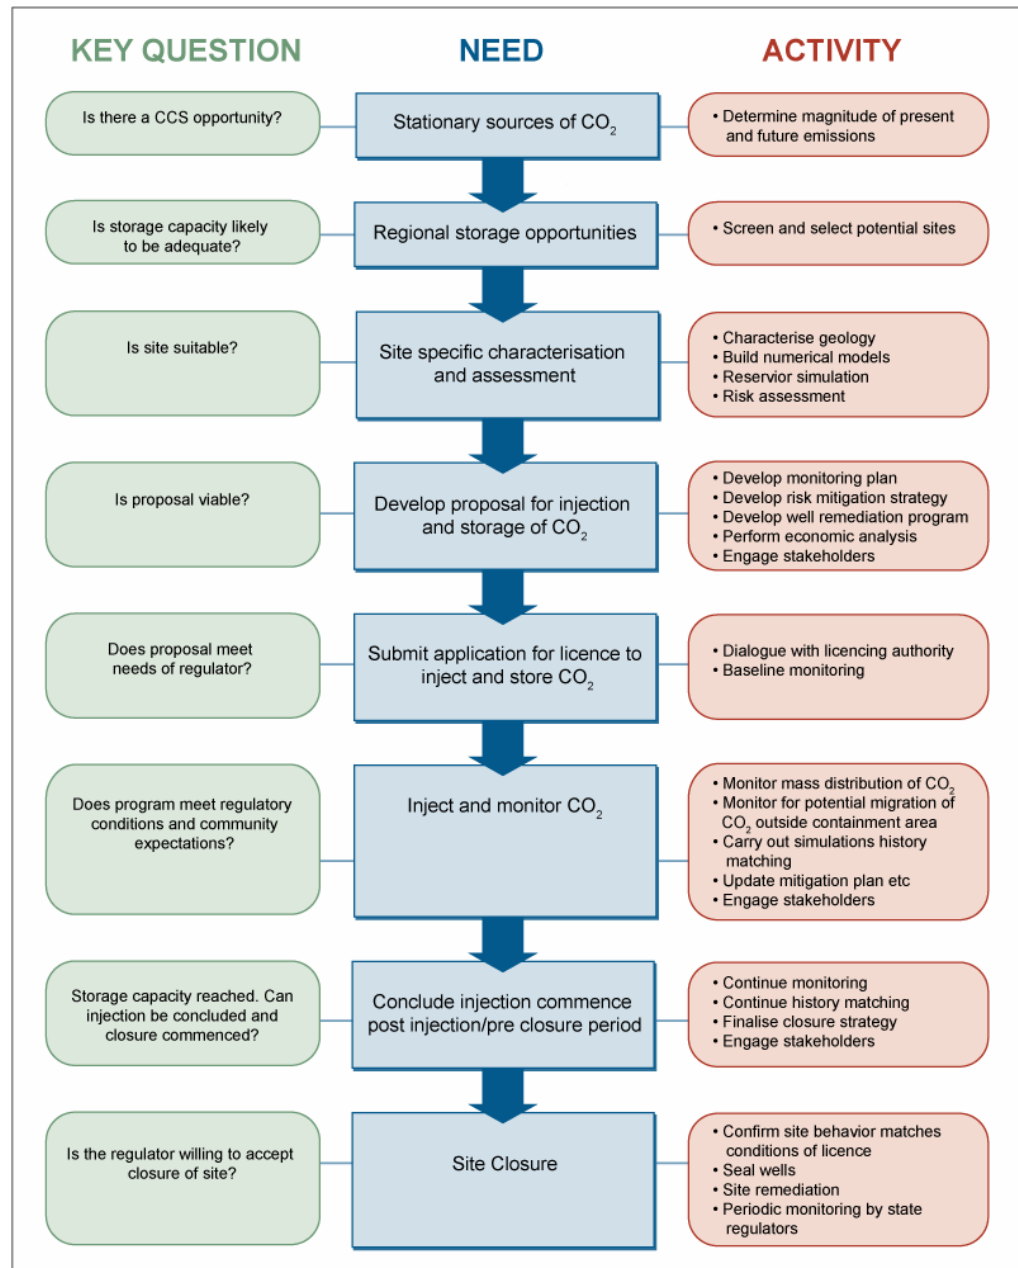 KEY QUESTION
NEED
ACTIVITY
Is there a CCS opportunity?
Stationary sources of CO₂
• Determine magnitude of present
and future emissions
Is storage capacity likely
to be adequate?
Regional storage opportunities
• Screen and select potential sites
Is site suitable?
Site specific characterisation
and assessment
• Characterise geology
• Build numerical models
• Reservior simulation
• Risk assessment
Is proposal viable?
Develop proposal for injection
and storage of CO₂
• Develop monitoring plan
• Develop risk mitigation strategy
• Develop well remediation program
• Perform economic analysis
• Engage stakeholders
Does proposal meet
needs of regulator?
Submit application for licence to
inject and store CO₂
• Dialogue with licencing authority
• Baseline monitoring
Does program meet regulatory
conditions and community
expectations?
Inject and monitor CO₂
• Monitor mass distribution of CO₂
• Monitor for potential migration of
CO₂ outside containment area
• Carry out simulations history
matching
• Update mitigation plan etc
• Engage stakeholders
Storage capacity reached. Can
injection be concluded and
closure commenced?
Conclude injection commence
post injection/pre closure period
• Continue monitoring
• Continue history matching
• Finalise closure strategy
• Engage stakeholders
Is the regulator willing to accept
closure of site?
Site Closure
• Confirm site behavior matches
conditions of licence
• Seal wells
• Site remediation
• Periodic monitoring by state
regulators